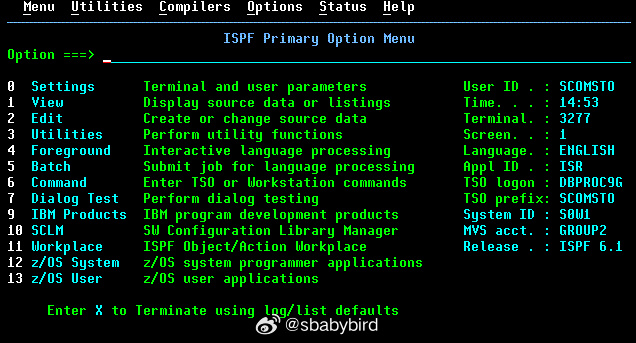 Menu Utilities Compilers Options Status Help
ISPF Primary Option Menu
Option ===>
0 Settings Terminal and user parameters User ID . : SCOMSTO
1 View Display source data or listings Time. . . : 14:53
2 Edit Create or change source data Terminal. : 3277
3 Utilities Perform utility functions Screen. . : 1
4 Foreground Interactive language processing Language. : ENGLISH
5 Batch Submit job for language processing Appl ID . : ISR
6 Command Enter TSO or Workstation commands TSO logon : DBPROC9G
7 Dialog Test Perform dialog testing TSO prefix: SCOMSTO
9 IBM Products IBM program development products System ID : S0W1
10 SCLM SW Configuration Library Manager MVS acct. : GROUP2
11 Workplace ISPF Object/Action Workplace Release . : ISPF 6.1
12 z/OS System z/OS system programmer applications
13 z/OS User z/OS user applications
Enter X to Terminate using log/list defaults
@sbabybird